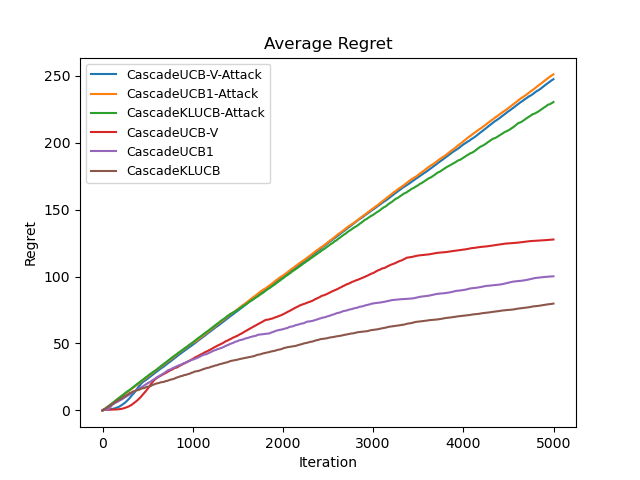 Average Regret
CascadeUCB-V-Attack
CascadeUCB1-Attack
CascadeKLUCB-Attack
CascadeUCB-V
CascadeUCB1
CascadeKLUCB
Regret
250
200
150
100
50
0
0 1000 2000 3000 4000 5000
Iteration